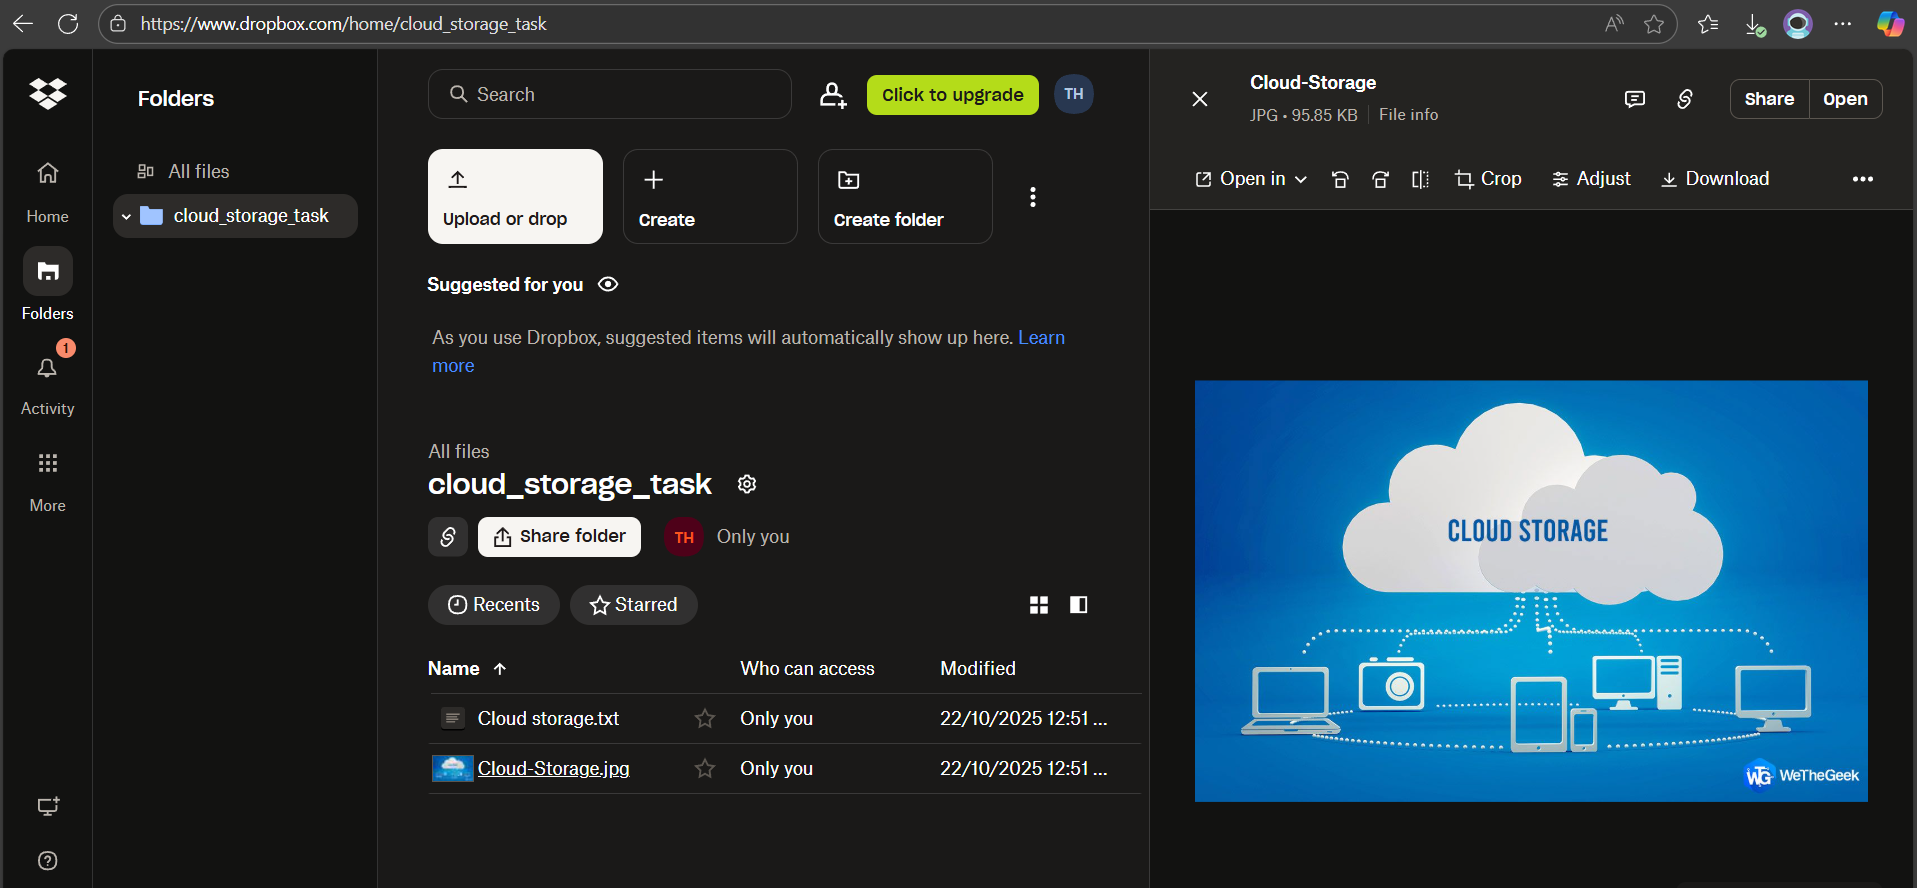 https://www.dropbox.com/home/cloud_storage_task
Home
Folders
1
Activity
More
Folders
All files
cloud_storage_task
Search
Click to upgrade
TH
Upload or drop
Create
Create folder
Suggested for you
As you use Dropbox, suggested items will automatically show up here. Learn
more
All files
cloud_storage_task
Share folder
TH
Only you
Recents
Starred
Name
Who can access
Modified
Cloud storage.txt
Only you
22/10/2025 12:51 ...
Cloud-Storage.jpg
Only you
22/10/2025 12:51 ...
Cloud-Storage
JPG • 95.85 KB
File info
Share
Open
Open in
Crop
Adjust
Download
CLOUD STORAGE
WTG WeTheGeek